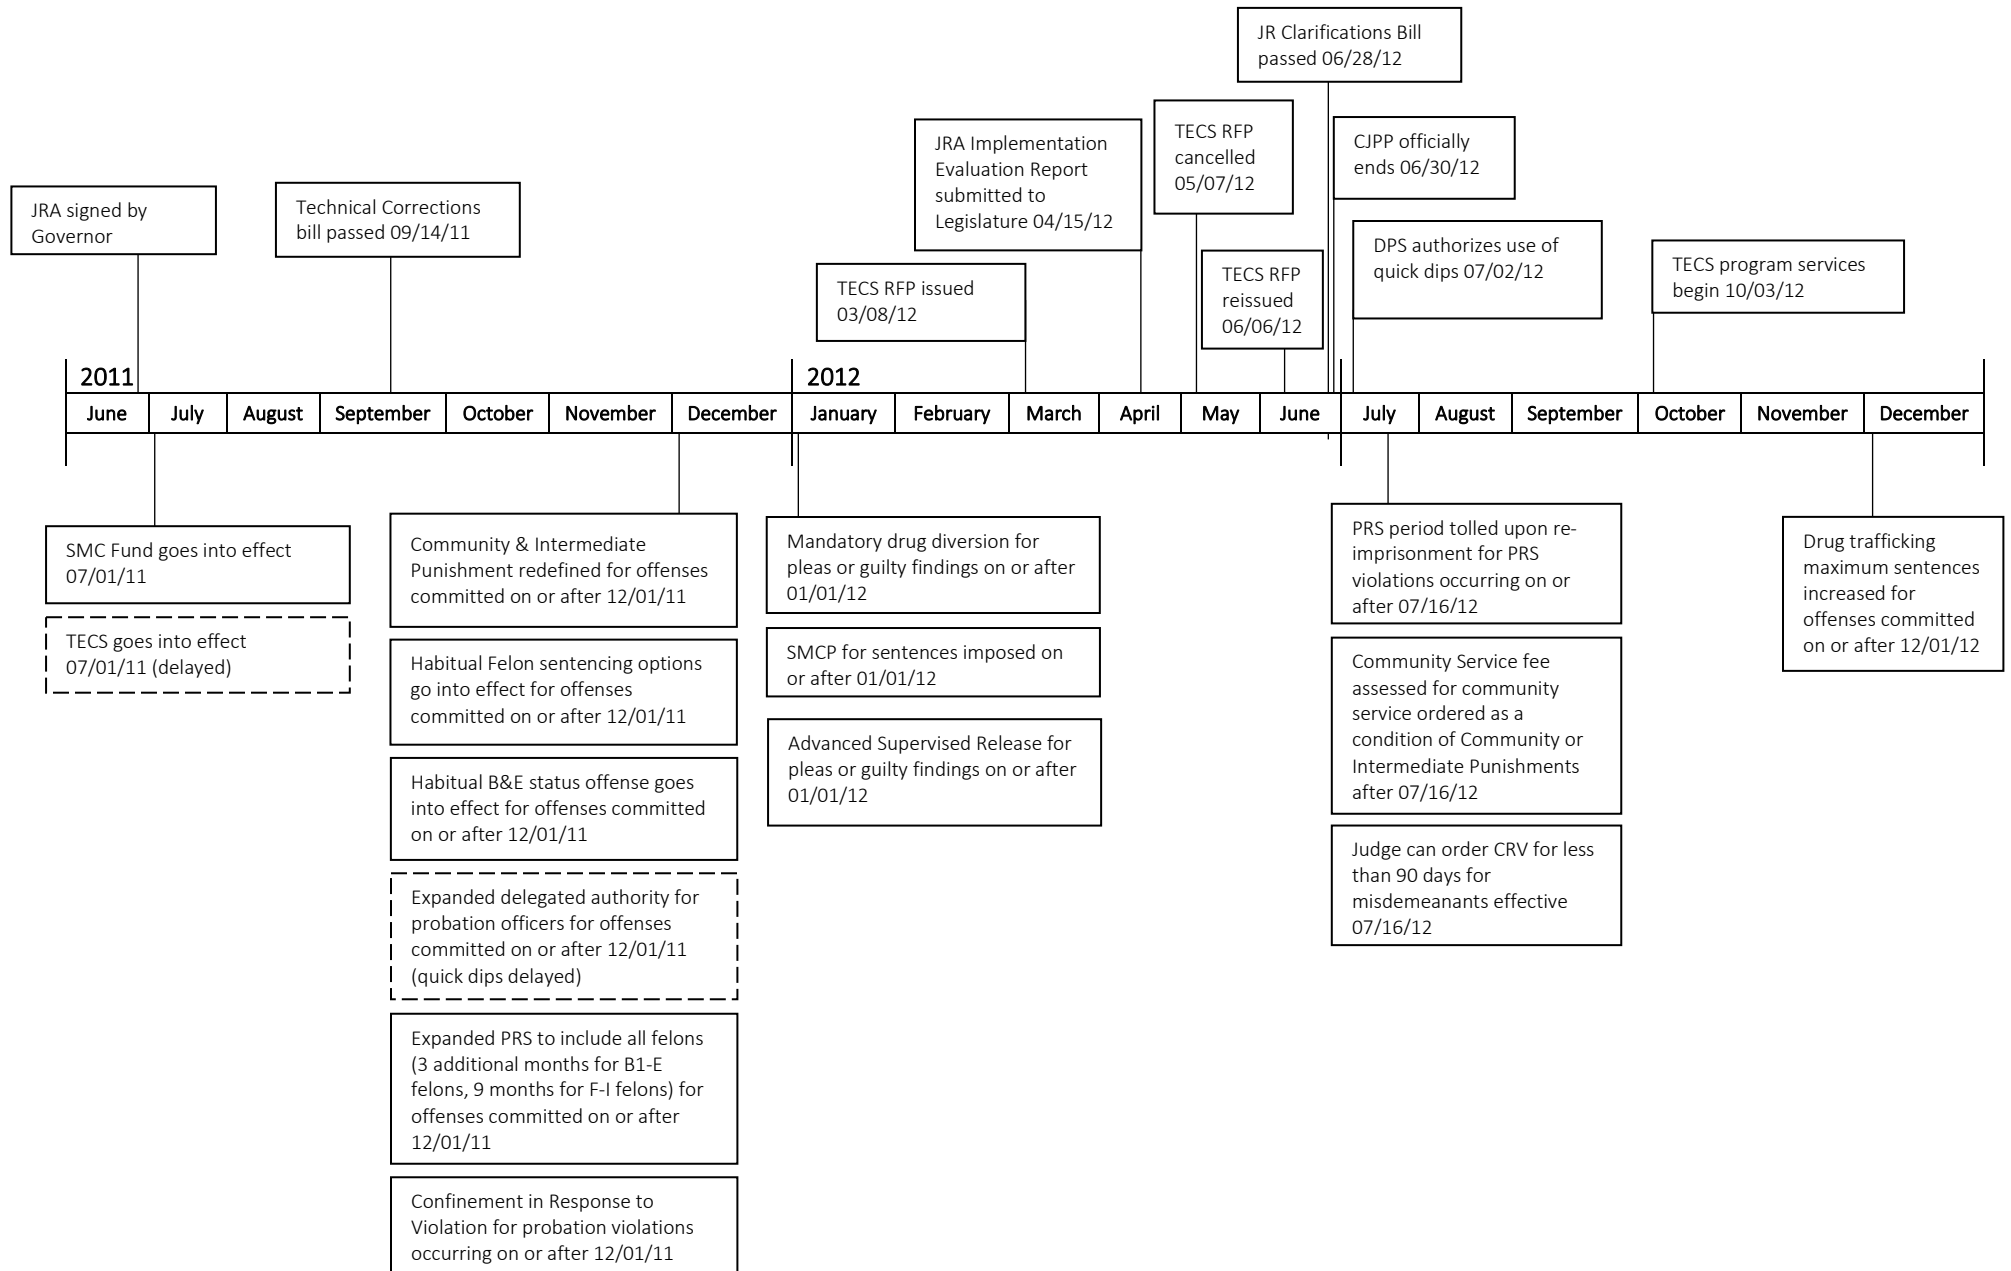 JR Clarifications Bill
passed 06/28/12
JRA Implementation
Evaluation Report
submitted to
Legislature 04/15/12
TECS RFP
cancelled
05/07/12
CJPP officially
ends 06/30/12
JRA signed by
Governor
Technical Corrections
bill passed 09/14/11
TECS RFP issued
03/08/12
TECS RFP
reissued
06/06/12
DPS authorizes use of
quick dips 07/02/12
TECS program services
begin 10/03/12
2011
2012
June July August September October November December January February March April May June July August September October November December
SMC Fund goes into effect
07/01/11
TECS goes into effect
07/01/11 (delayed)
Community & Intermediate
Punishment redefined for offenses
committed on or after 12/01/11
Habitual Felon sentencing options
go into effect for offenses
committed on or after 12/01/11
Habitual B&E status offense goes
into effect for offenses committed
on or after 12/01/11
Expanded delegated authority for
probation officers for offenses
committed on or after 12/01/11
(quick dips delayed)
Expanded PRS to include all felons
(3 additional months for B1-E
felons, 9 months for F-I felons) for
offenses committed on or after
12/01/11
Confinement in Response to
Violation for probation violations
occurring on or after 12/01/11
Mandatory drug diversion for
pleas or guilty findings on or after
01/01/12
SMCP for sentences imposed on
or after 01/01/12
Advanced Supervised Release for
pleas or guilty findings on or after
01/01/12
PRS period tolled upon re-
imprisonment for PRS
violations occurring on or
after 07/16/12
Community Service fee
assessed for community
service ordered as a
condition of Community or
Intermediate Punishments
after 07/16/12
Judge can order CRV for less
than 90 days for
misdemeanants effective
07/16/12
Drug trafficking
maximum sentences
increased for
offenses committed
on or after 12/01/12